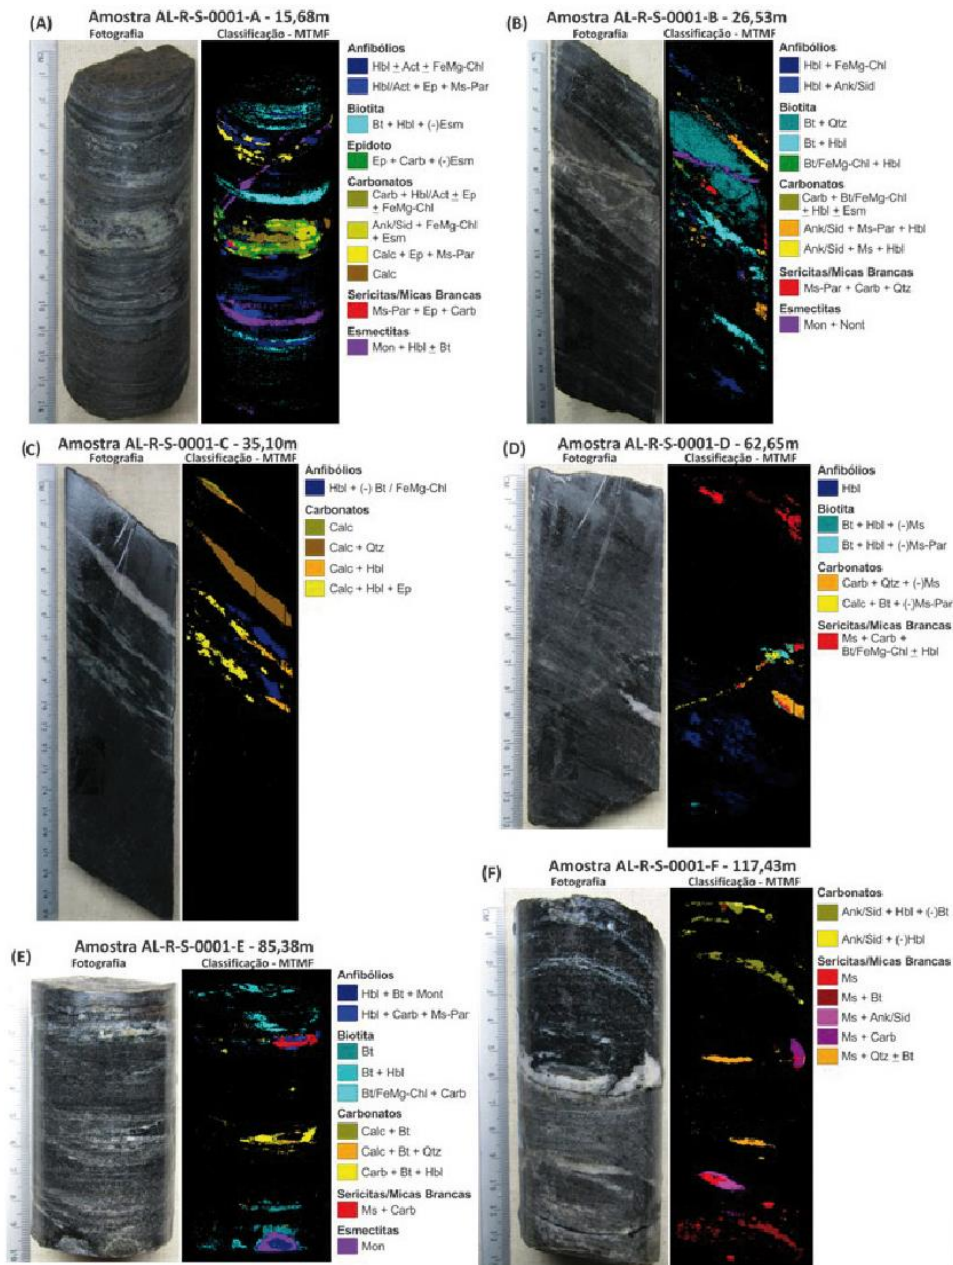 (A)
Amostra AL-R-S-0001-A - 15,68m
Fotografia
Classificação - MTMF
Anfibólios
Hbl + Act + FeMg-Chl
Hbl/Act + Ep + Ms-Par
Biotita
Bt + Hbl + (-)Esm
Epidoto
Ep + Carb + (-)Esm
Carbonatos
Carb + Hbl/Act ± Ep
± FeMg-Chl
Ank/Sid + FeMg-Chl
+ Esm
Calc + Ep + Ms-Par
Calc
Sericitas/Micas Brancas
Ms-Par + Ep + Carb
Esmectitas
Mon + Hbl ± Bt
(B)
Amostra AL-R-S-0001-B - 26,53m
Fotografia
Classificação - MTMF
Anfibólios
Hbl + FeMg-Chl
Hbl + Ank/Sid
Biotita
Bt + Qtz
Bt + Hbl
Bt/FeMg-Chl + Hbl
Carbonatos
Carb + Bt/FeMg-Chl
± Hbl ± Esm
Ank/Sid + Ms-Par + Hbl
Ank/Sid + Ms + Hbl
Sericitas/Micas Brancas
Ms-Par + Carb + Qtz
Esmectitas
Mon + Nont
(C)
Amostra AL-R-S-0001-C - 35,10m
Fotografia
Classificação - MTMF
Anfibólios
Hbl + (-) Bt / FeMg-Chl
Carbonatos
Calc
Calc + Qtz
Calc + Hbl
Calc + Hbl + Ep
(D)
Amostra AL-R-S-0001-D - 62,65m
Fotografia
Classificação - MTMF
Anfibólios
Hbl
Biotita
Bt + Hbl + (-)Ms
Bt + Hbl + (-)Ms-Par
Carbonatos
Carb + Qtz + (-)Ms
Calc + Bt + (-)Ms-Par
Sericitas/Micas Brancas
Ms + Carb +
Bt/FeMg-Chl ± Hbl
(E)
Amostra AL-R-S-0001-E - 85,38m
Fotografia
Classificação - MTMF
Anfibólios
Hbl + Bt + Mont
Hbl + Carb + Ms-Par
Biotita
Bt
Bt + Hbl
Bt/FeMg-Chl + Carb
Carbonatos
Calc + Bt
Calc + Bt + Qtz
Carb + Bt + Hbl
Sericitas/Micas Brancas
Ms + Carb
Esmectitas
Mon
(F)
Amostra AL-R-S-0001-F - 117,43m
Fotografia
Classificação - MTMF
CM
Carbonatos
Ank/Sid + Hbl + (-)Bt
Ank/Sid + (-)Hbl
Sericitas/Micas Brancas
Ms
Ms + Bt
Ms + Ank/Sid
Ms + Carb
Ms + Qtz ± Bt